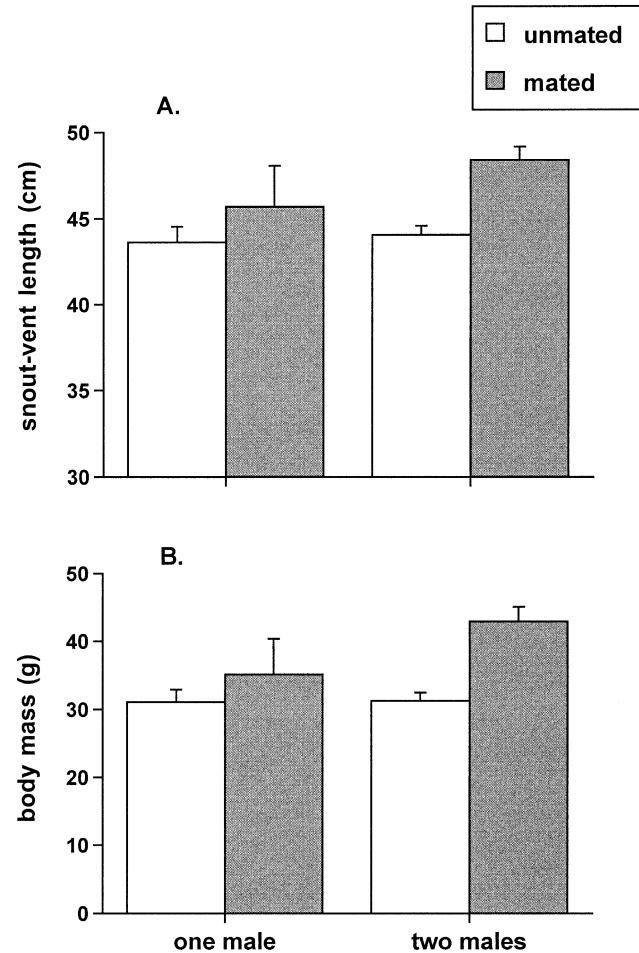 unmated
mated
A.
snout-vent length (cm)
50
45
40
35
30
B.
body mass (g)
50
40
30
20
10
0
one male two males